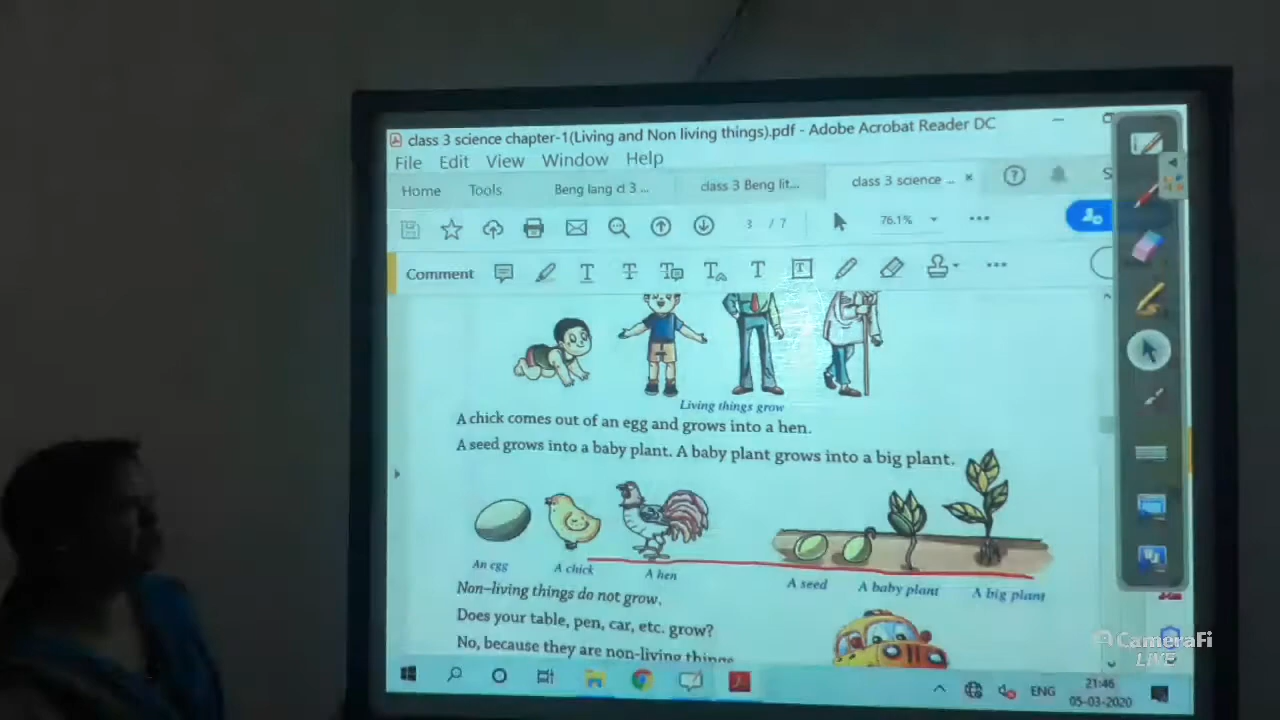 class 3 science chapter-1(Living and Non living things).pdf - Adobe Acrobat Reader DC
File Edit View Window Help
Home Tools Beng lang cl 3 ... class 3 Beng lit... class 3 science ... × ? S
3 / 7 76.1%
Comment
Living things grow
A chick comes out of an egg and grows into a hen.
A seed grows into a baby plant. A baby plant grows into a big plant.
An egg A chick A hen A seed A baby plant A big plant
Non-living things do not grow.
Does your table, pen, car, etc. grow?
No, because they are non-living things
CameraFi
LIVE
ENG
21:46
05-03-2020